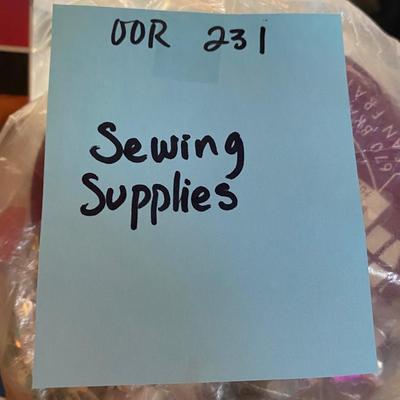 OOR 231
Sewing
Supplies